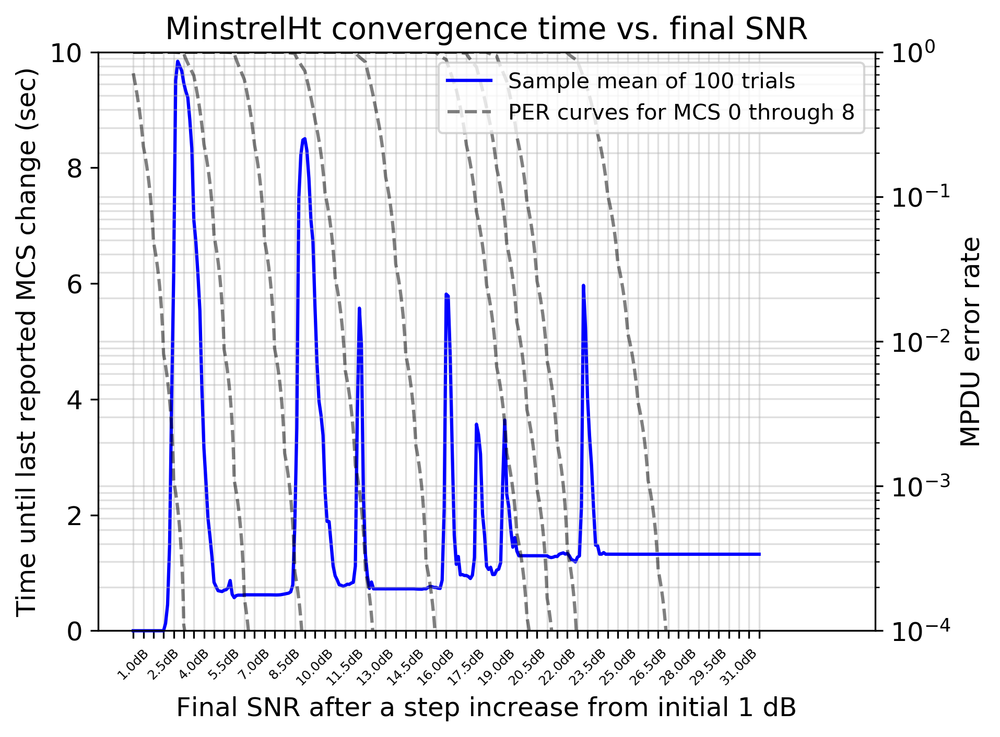 MinstrelHt convergence time vs. final SNR
Time until last reported MCS change (sec)
10
8
6
4
2
0
Sample mean of 100 trials
PER curves for MCS 0 through 8
10⁰
10⁻¹
10⁻²
10⁻³
10⁻⁴
MPDU error rate
1.0dB 2.5dB 4.0dB 5.5dB 7.0dB 8.5dB 10.0dB 11.5dB 13.0dB 14.5dB 16.0dB 17.5dB 19.0dB 20.5dB 22.0dB 23.5dB 25.0dB 26.5dB 28.0dB 29.5dB 31.0dB
Final SNR after a step increase from initial 1 dB